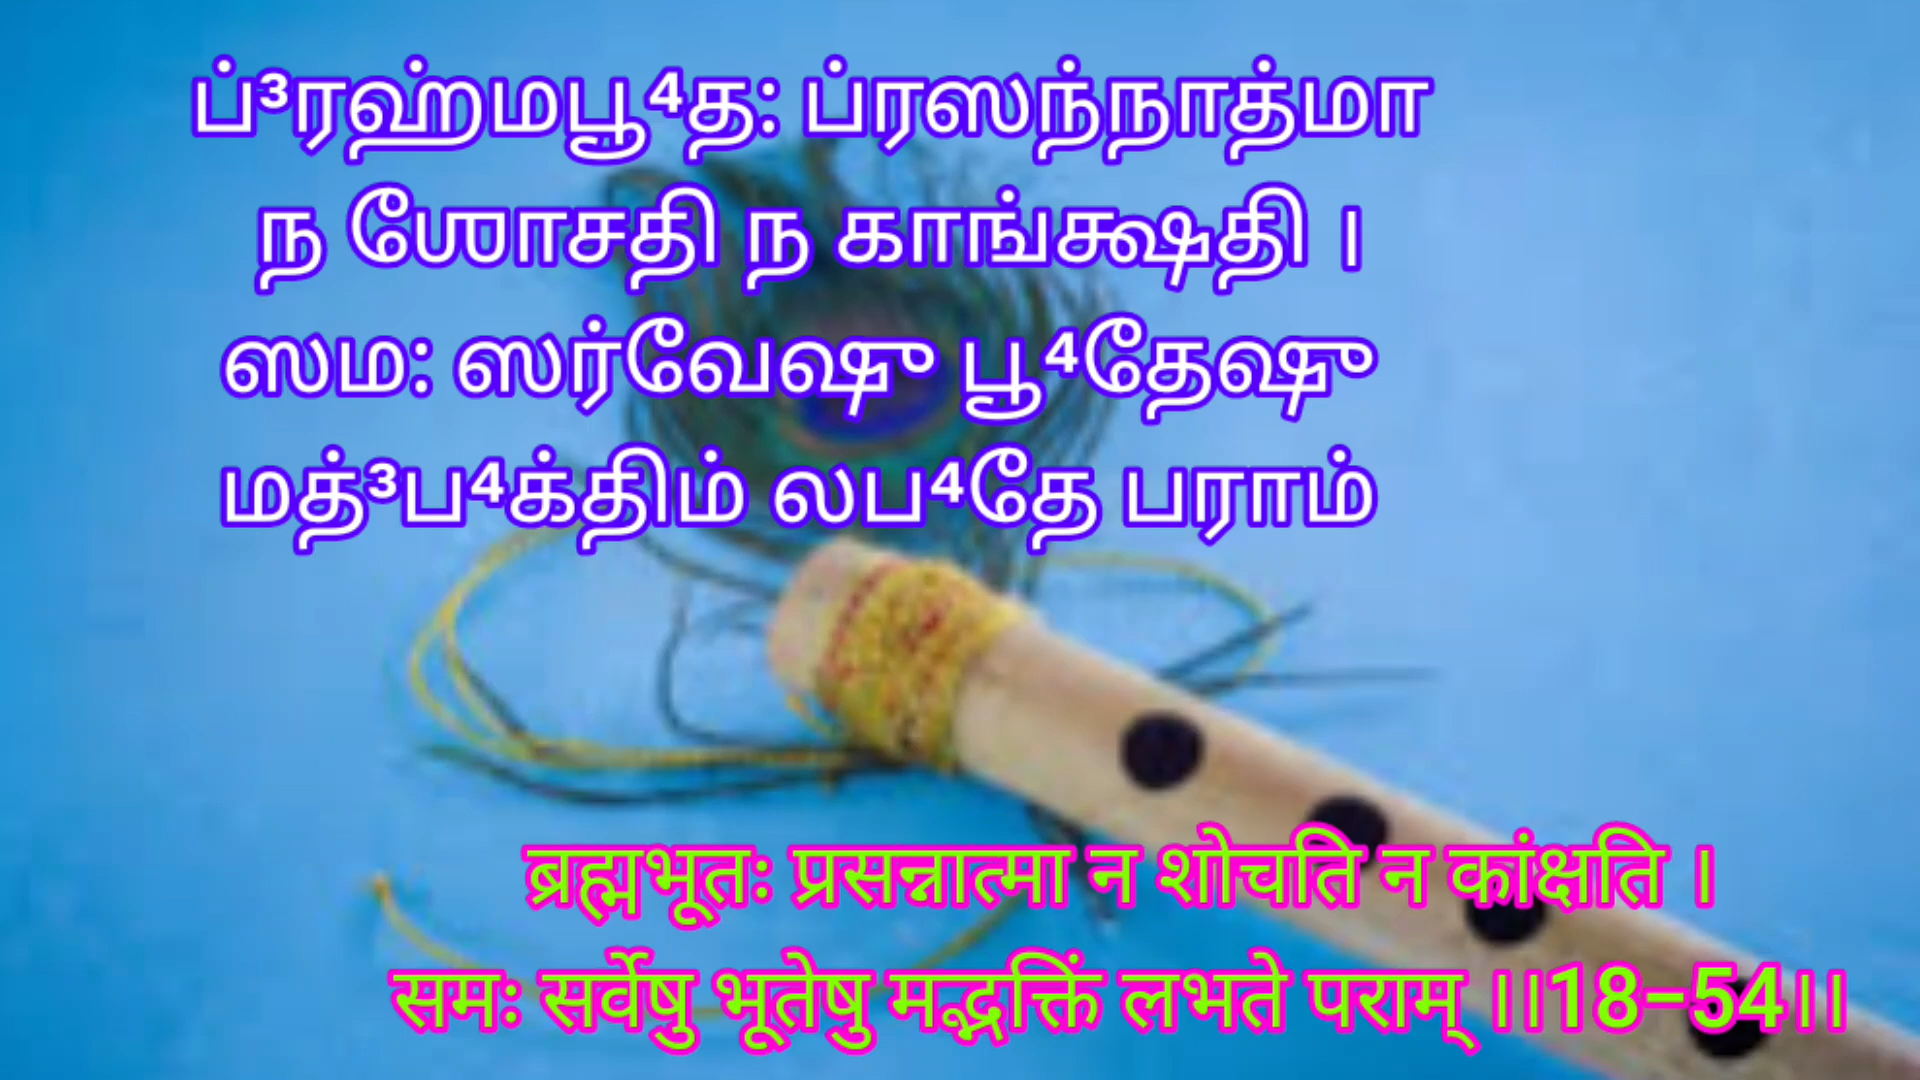 ப்³ரஹ்மபூ⁴த: ப்ரஸந்நாத்மா
ந ஶோசதி ந காங்க்ஷதி ।
ஸம: ஸர்வேஷு பூ⁴தேஷு
மத்³ப⁴க்திம் லப⁴தே பராம்
ब्रह्मभूतः प्रसन्नात्मा न शोचति न कांक्षति ।
समः सर्वेषु भूतेषु मद्भक्तिं लभते पराम् ।।18-54।।